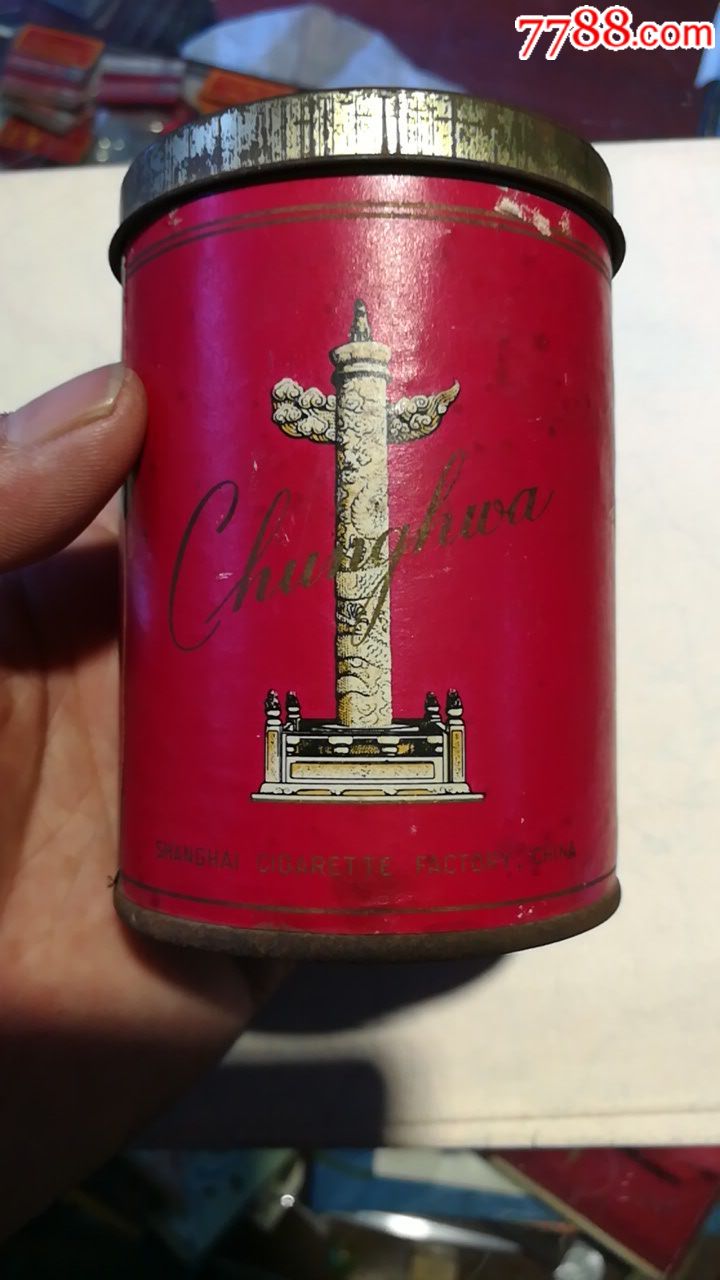 7788.com
Chunghwa
SHANGHAI CIGARETTE FACTORY, CHINA